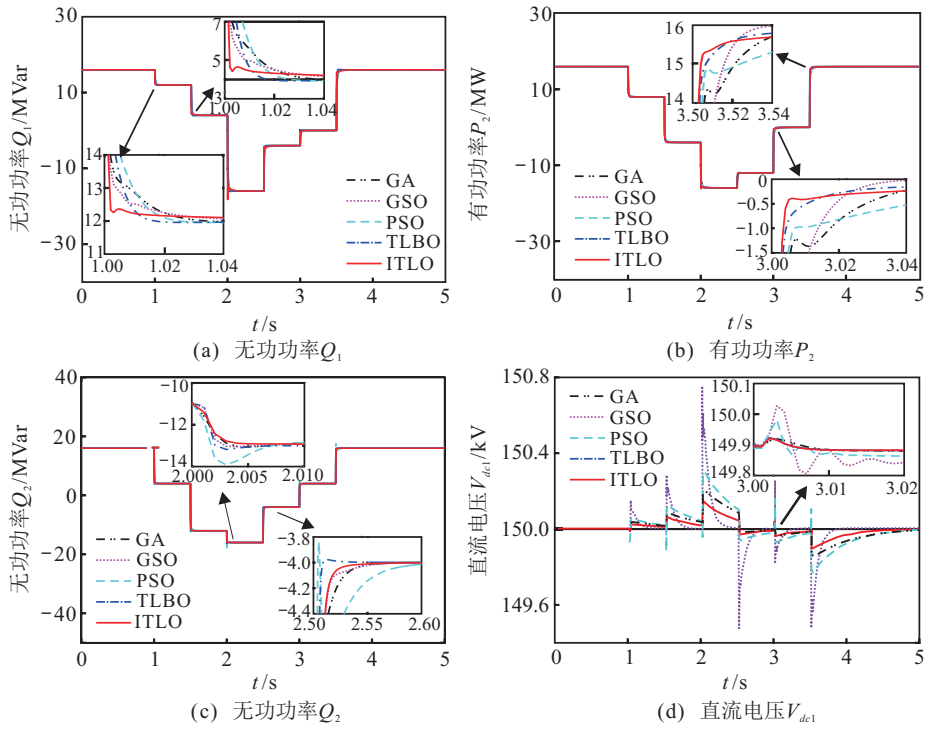 无功功率Q₁/MVar
30
10
−10
−30
0
1
2
3
4
5
t/s
7
5
3
1.00
1.02
1.04
14
13
12
11
1.00
1.02
1.04
GA
GSO
PSO
TLBO
ITLO
(a) 无功功率Q₁
有功功率P₂/MW
30
10
−10
−30
0
1
2
3
4
5
t/s
16
15
14
3.50
3.52
3.54
−0.0
−0.5
−1.0
−1.5
3.00
3.02
3.04
GA
GSO
PSO
TLBO
ITLO
(b) 有功功率P₂
无功功率Q₂/MVar
40
20
0
−20
−40
0
1
2
3
4
5
t/s
−10
−12
−14
2.000
2.005
2.010
−3.8
−4.0
−4.2
−4.4
2.50
2.55
2.60
GA
GSO
PSO
TLBO
ITLO
(c) 无功功率Q₂
直流电压V_dc1/kV
150.8
150.4
150.0
149.6
0
1
2
3
4
5
t/s
150.1
150.0
149.9
149.8
3.00
3.01
3.02
GA
GSO
PSO
TLBO
ITLO
(d) 直流电压V_dc1